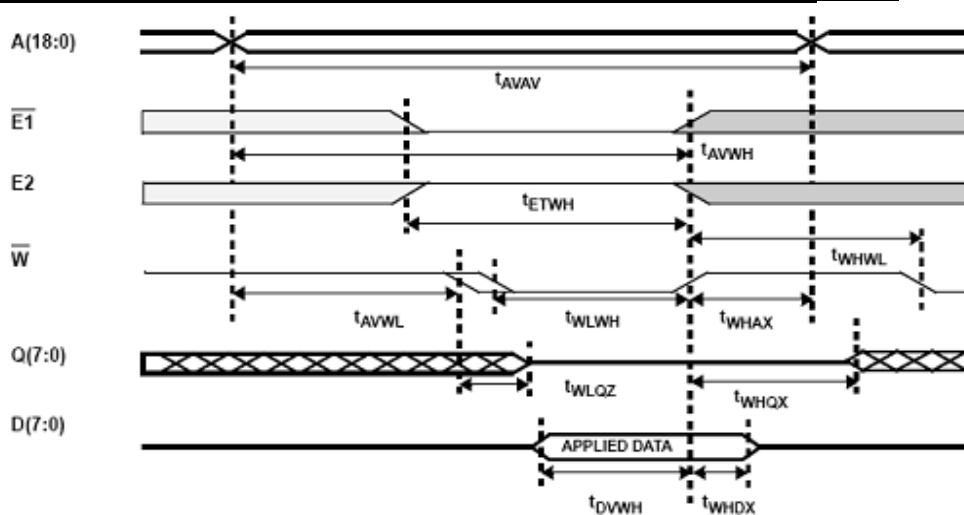 A(18:0)
tAVAV
E1
tAVWH
E2
tETWH
W
tWHWL
tAVWL
tWLWH
tWHAX
Q(7:0)
tWLQZ
tWHQX
D(7:0)
APPLIED DATA
tDVWH
tWHDX